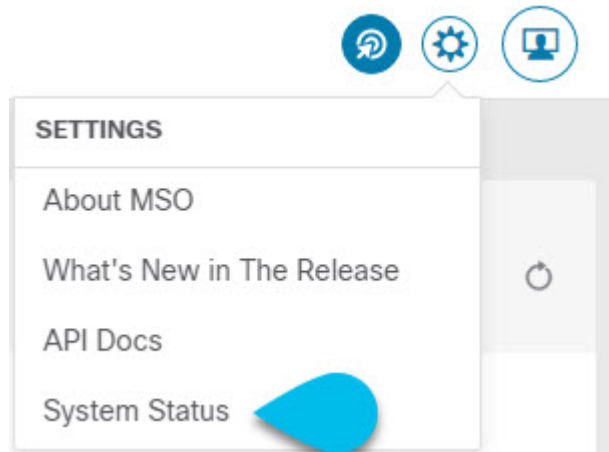 SETTINGS
About MSO
What's New in The Release
API Docs
System Status